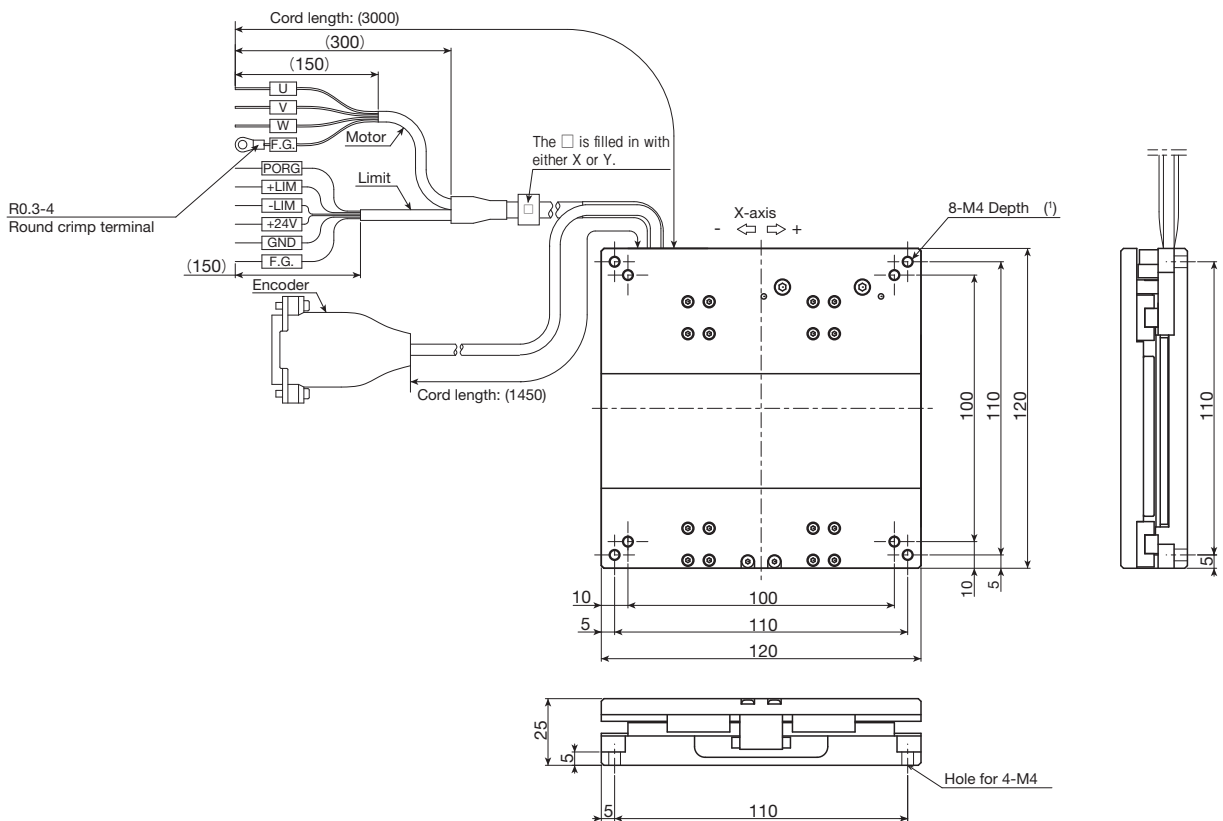 Cord length: (3000)
(300)
(150)
U
V
W
F.G.
Motor
The □ is filled in with
either X or Y.
PORG
+LIM
-LIM
+24V
GND
F.G.
Limit
□
R0.3-4
Round crimp terminal
(150)
Encoder
Cord length: (1450)
X-axis
- +
8-M4 Depth (¹)
100
110
120
10
5
110
5
10
100
5
110
120
25
5
5
110
Hole for 4-M4